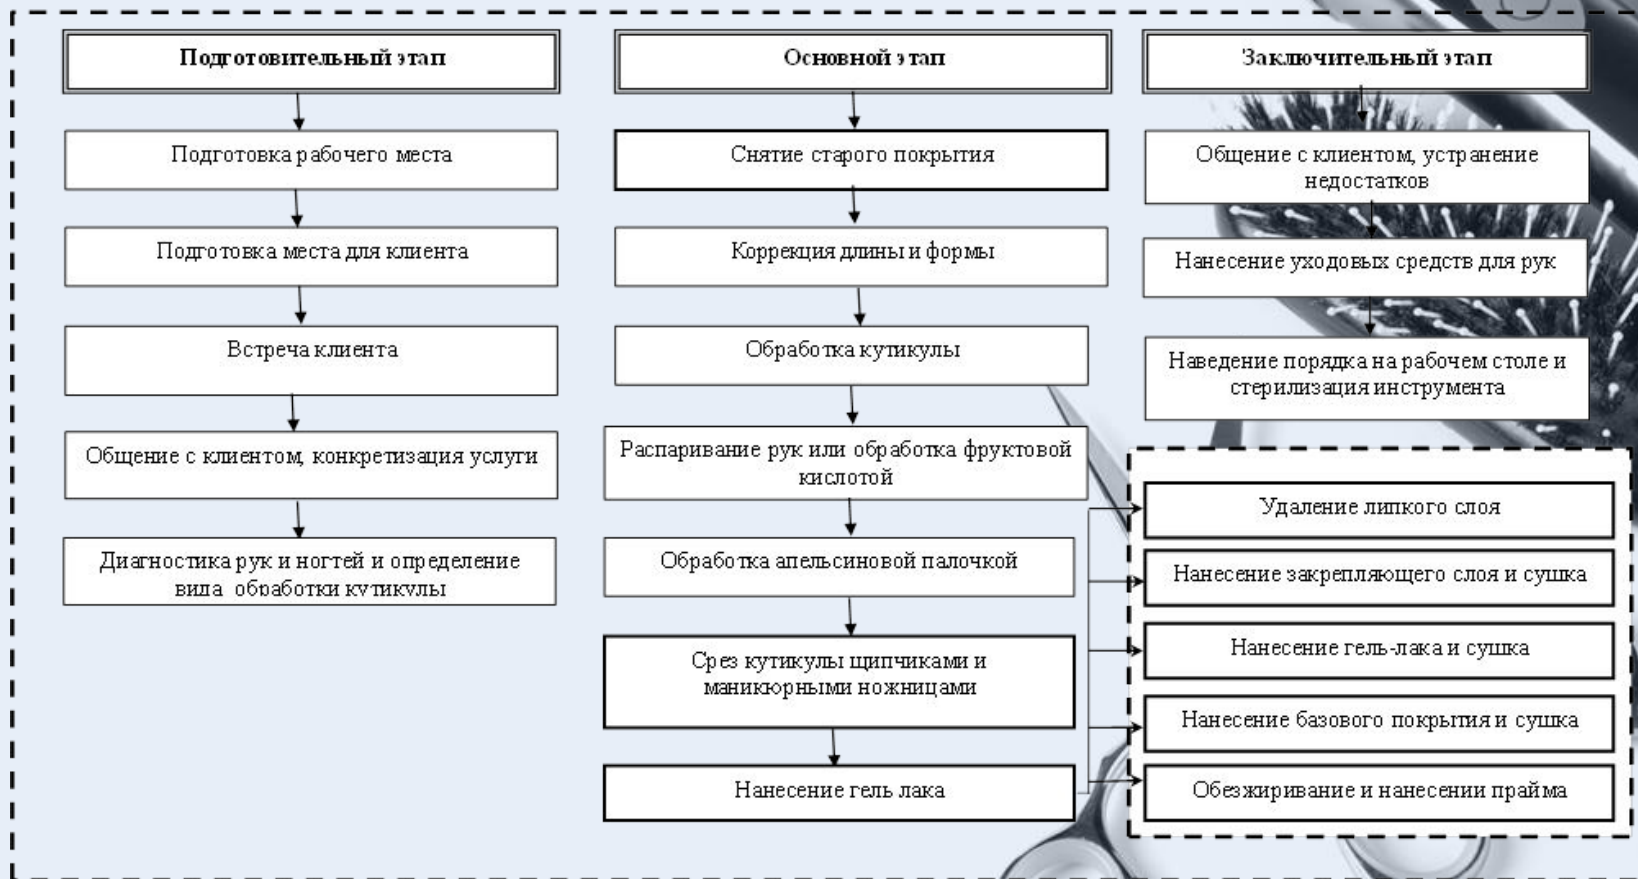 Подготовительный этап
Подготовка рабочего места
Подготовка места для клиента
Встреча клиента
Общение с клиентом, конкретизация услуги
Диагностика рук и ногтей и определение
вида обработки кутикулы
Основной этап
Снятие старого покрытия
Коррекция длины и формы
Обработка кутикулы
Распаривание рук или обработка фруктовой
кислотой
Обработка апельсиновой палочкой
Срез кутикулы щипчиками и
маникюрными ножницами
Нанесение гель лака
Заключительный этап
Общение с клиентом, устранение
недостатков
Нанесение уходовых средств для рук
Наведение порядка на рабочем столе и
стерилизация инструмента
Удаление липкого слоя
Нанесение закрепляющего слоя и сушка
Нанесение гель-лака и сушка
Нанесение базового покрытия и сушка
Обезжиривание и нанесении прайма